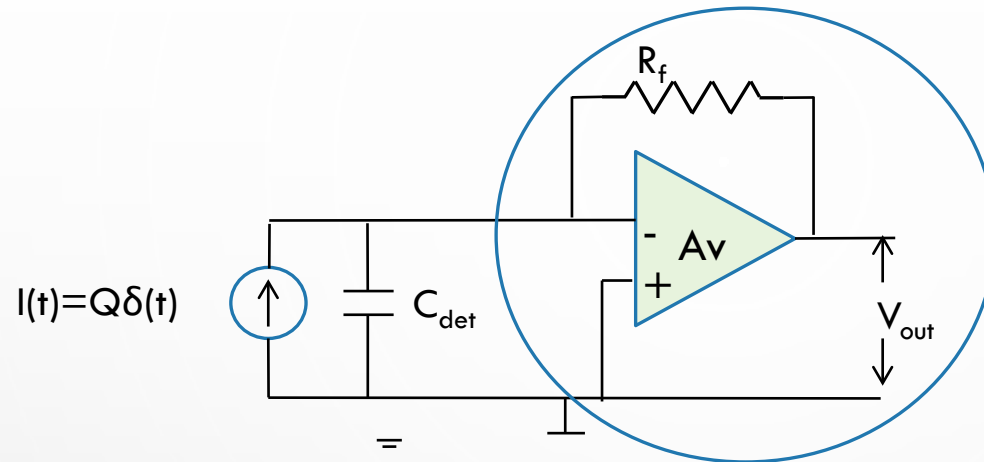 R_f
-
Av
+
I(t)=Qδ(t)
C_det
V_out